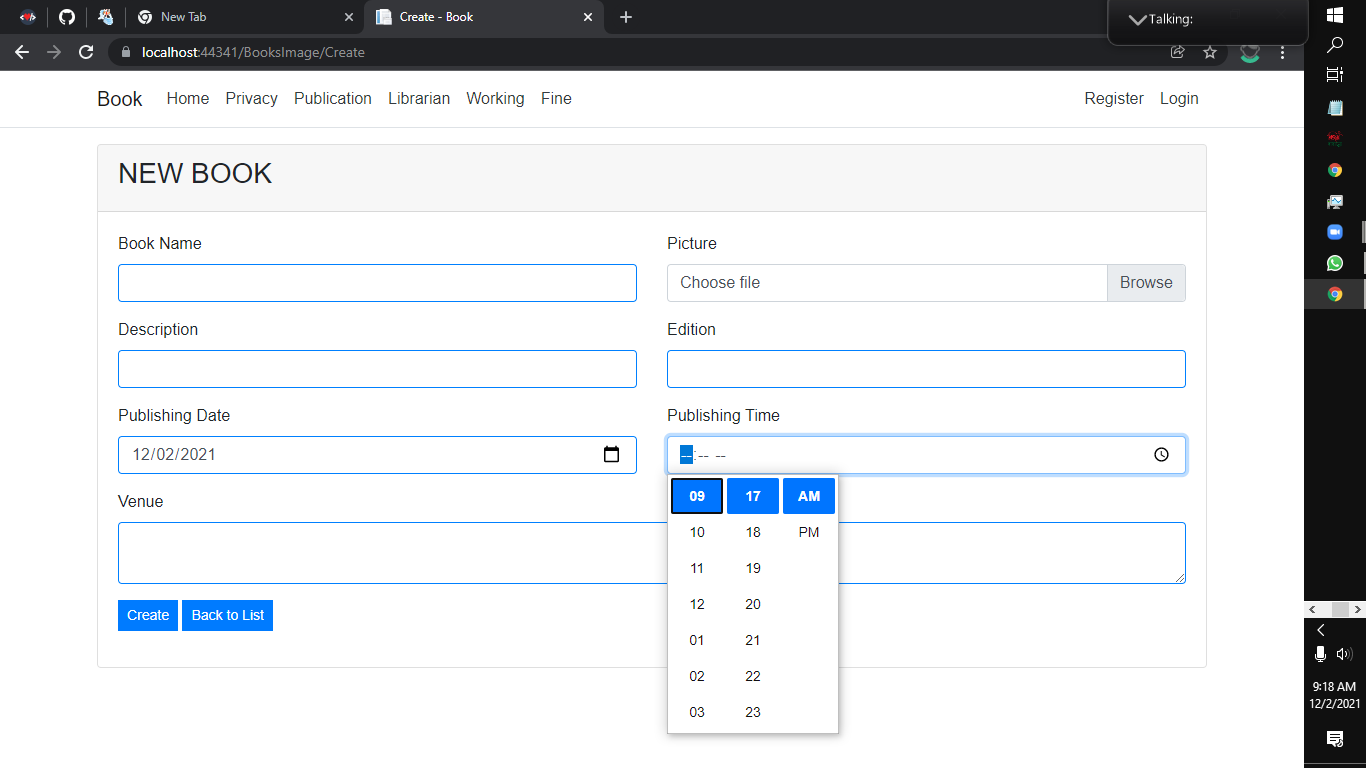 New Tab
Create - Book
Talking:
localhost:44341/BooksImage/Create
Book Home Privacy Publication Librarian Working Fine Register Login
NEW BOOK
Book Name Picture
Choose file Browse
Description Edition
Publishing Date Publishing Time
12/02/2021 --:-- --
Venue
09 17 AM
10 18 PM
11 19
12 20
01 21
02 22
03 23
Create Back to List
9:18 AM
12/2/2021